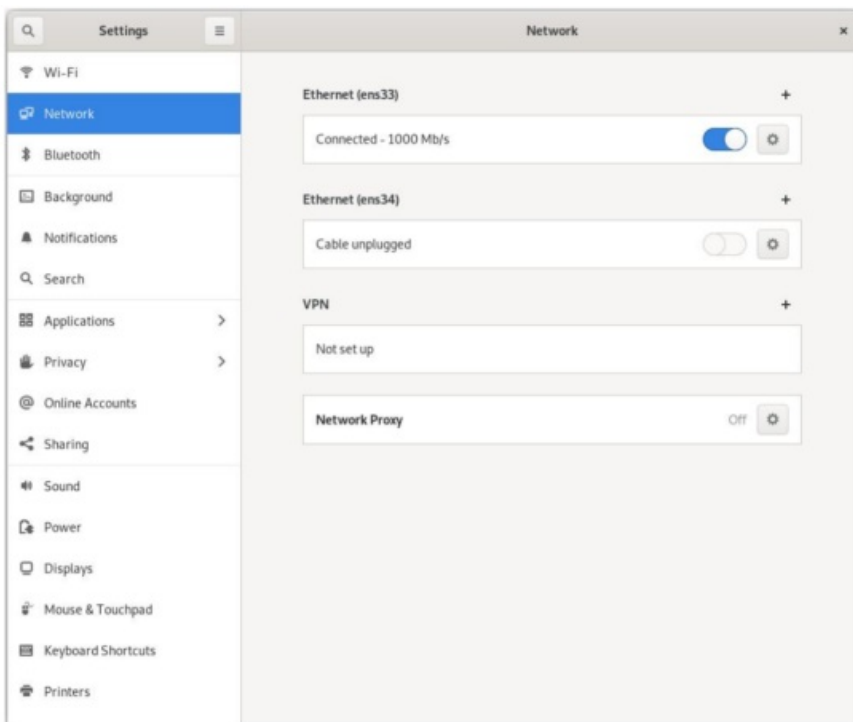 Settings
Network
Wi-Fi
Network
Bluetooth
Background
Notifications
Search
Applications
Privacy
Online Accounts
Sharing
Sound
Power
Displays
Mouse & Touchpad
Keyboard Shortcuts
Printers
Ethernet (ens33)
Connected - 1000 Mb/s
Ethernet (ens34)
Cable unplugged
VPN
Not set up
Network Proxy Off